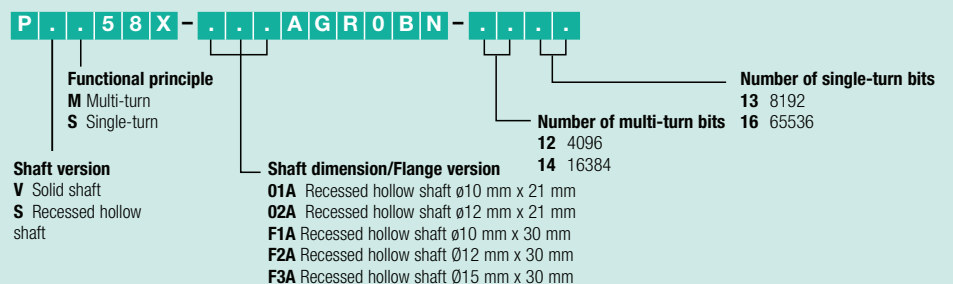 P . . 5 8 X - . . . A G R 0 B N - . . . .
Functional principle
M Multi-turn
S Single-turn
Shaft version
V Solid shaft
S Recessed hollow
shaft
Shaft dimension/Flange version
01A Recessed hollow shaft ø10 mm x 21 mm
02A Recessed hollow shaft ø12 mm x 21 mm
F1A Recessed hollow shaft ø10 mm x 30 mm
F2A Recessed hollow shaft Ø12 mm x 30 mm
F3A Recessed hollow shaft Ø15 mm x 30 mm
Number of multi-turn bits
12 4096
14 16384
Number of single-turn bits
13 8192
16 65536